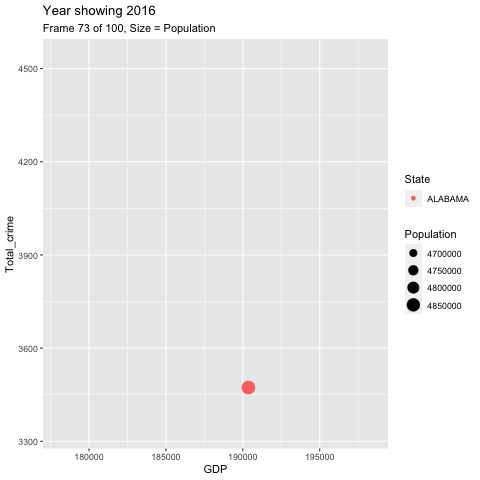 Year showing 2016
Frame 73 of 100, Size = Population
4500
4200
3900
3600
3300
Total_crime
180000
185000
190000
195000
GDP
State
ALABAMA
Population
4700000
4750000
4800000
4850000